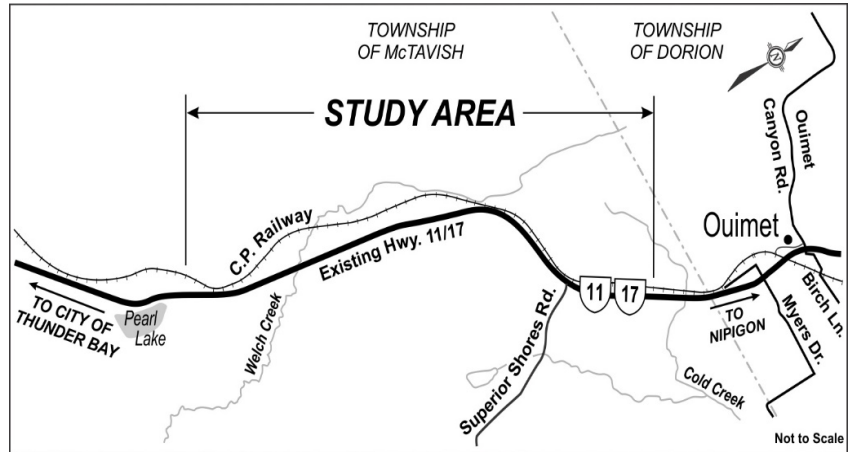 TOWNSHIP
OF McTAVISH
TOWNSHIP
OF DORION
N
STUDY AREA
Ouimet
Canyon Rd.
C.P. Railway
Existing Hwy. 11/17
Ouimet
11
17
TO CITY OF
THUNDER BAY
Pearl
Lake
Welch Creek
Superior Shores Rd.
TO
NIPIGON
Myers Dr.
Birch Ln.
Cold Creek
Not to Scale